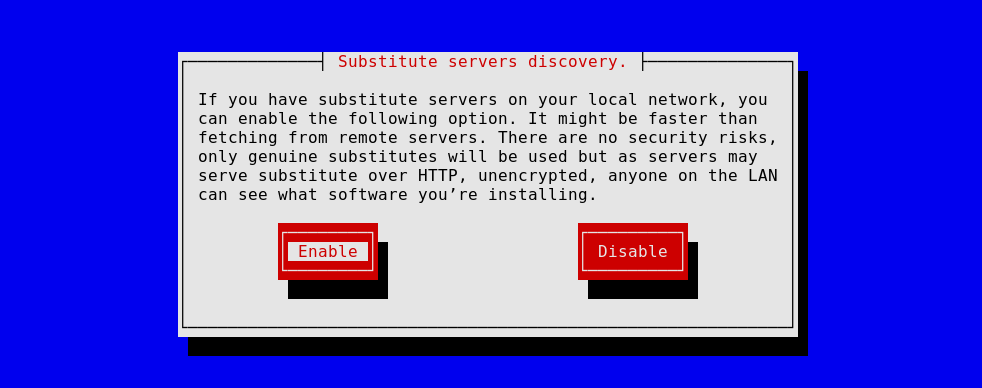 Substitute servers discovery.
If you have substitute servers on your local network, you
can enable the following option. It might be faster than
fetching from remote servers. There are no security risks,
only genuine substitutes will be used but as servers may
serve substitute over HTTP, unencrypted, anyone on the LAN
can see what software you’re installing.
Enable
Disable